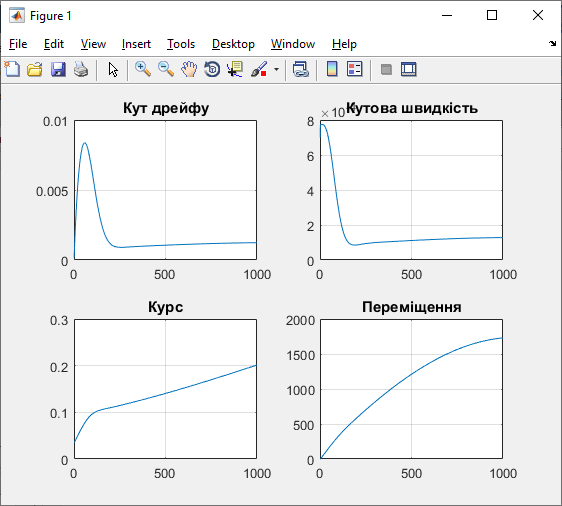 Figure 1
File Edit View Insert Tools Desktop Window Help
Кут дрейфу
0.01
0.005
0
0 500 1000
Кутова швидкість
8
6
4
2
0
0 500 1000
Курс
0.3
0.2
0.1
0
0 500 1000
Переміщення
2000
1500
1000
500
0
0 500 1000